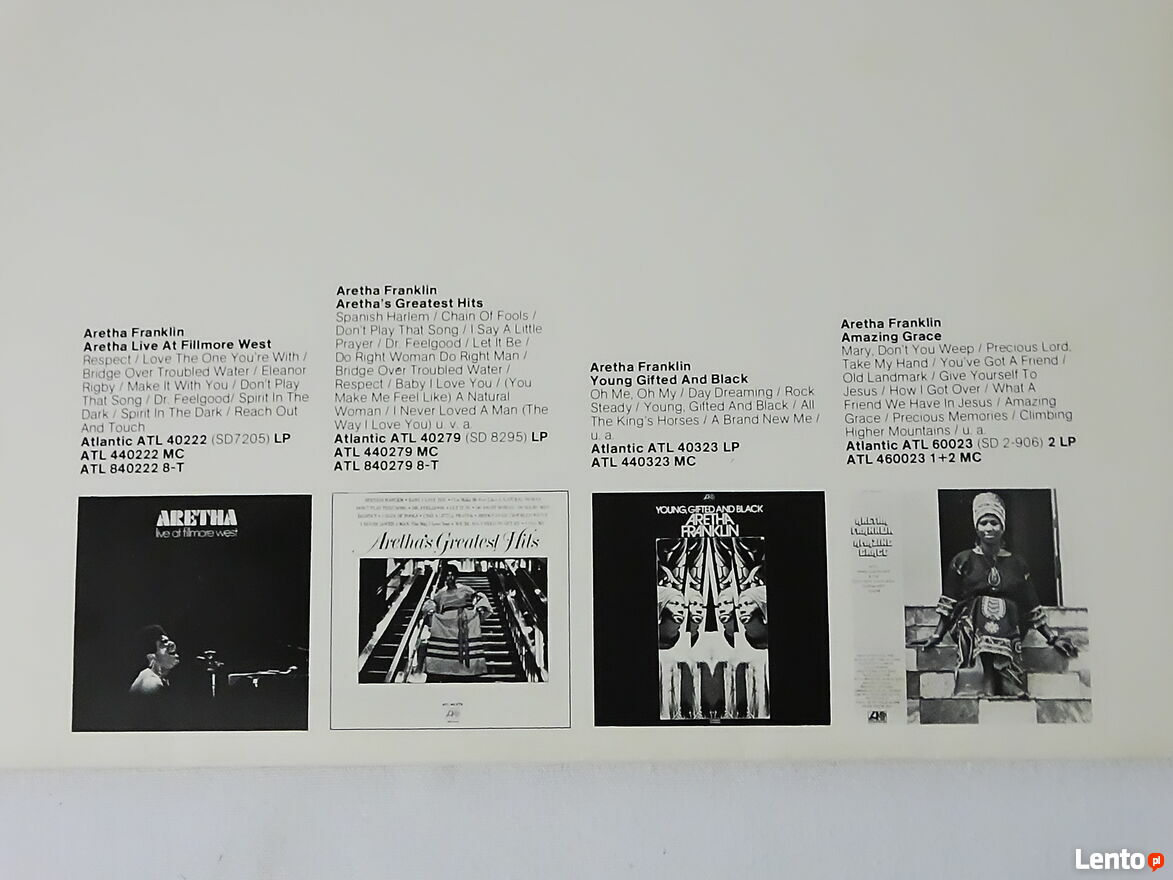 Aretha Franklin
Aretha Live At Fillmore West
Respect / Love The One You're With /
Bridge Over Troubled Water / Eleanor
Rigby / Make It With You / Don't Play
That Song / Dr. Feelgood/ Spirit In The
Dark / Spirit In The Dark / Reach Out
And Touch
Atlantic ATL 40222 (SD7205) LP
ATL 440222 MC
ATL 840222 8-T
Aretha Franklin
Aretha's Greatest Hits
Spanish Harlem / Chain Of Fools /
Don't Play That Song / I Say A Little
Prayer / Dr. Feelgood / Let It Be /
Do Right Woman Do Right Man /
Bridge Over Troubled Water /
Respect / Baby I Love You / (You
Make Me Feel Like) A Natural
Woman / I Never Loved A Man (The
Way I Love You) u. v. a.
Atlantic ATL 40279 (SD 8295) LP
ATL 440279 MC
ATL 840279 8-T
Aretha Franklin
Young Gifted And Black
Oh Me, Oh My / Day Dreaming / Rock
Steady / Young, Gifted And Black / All
The King's Horses / A Brand New Me /
u. a.
Atlantic ATL 40323 LP
ATL 440323 MC
Aretha Franklin
Amazing Grace
Mary, Don't You Weep / Precious Lord,
Take My Hand / You've Got A Friend /
Old Landmark / Give Yourself To
Jesus / How I Got Over / What A
Friend We Have In Jesus / Amazing
Grace / Precious Memories / Climbing
Higher Mountains / u. a.
Atlantic ATL 60023 (SD 2-906) 2 LP
ATL 460023 1+2 MC
ARETHA
live at fillmore west
Aretha's Greatest Hits
YOUNG, GIFTED AND BLACK
ARETHA
FRANKLIN
ARETHA
FRANKLIN
AMAZING
GRACE
Lento pl